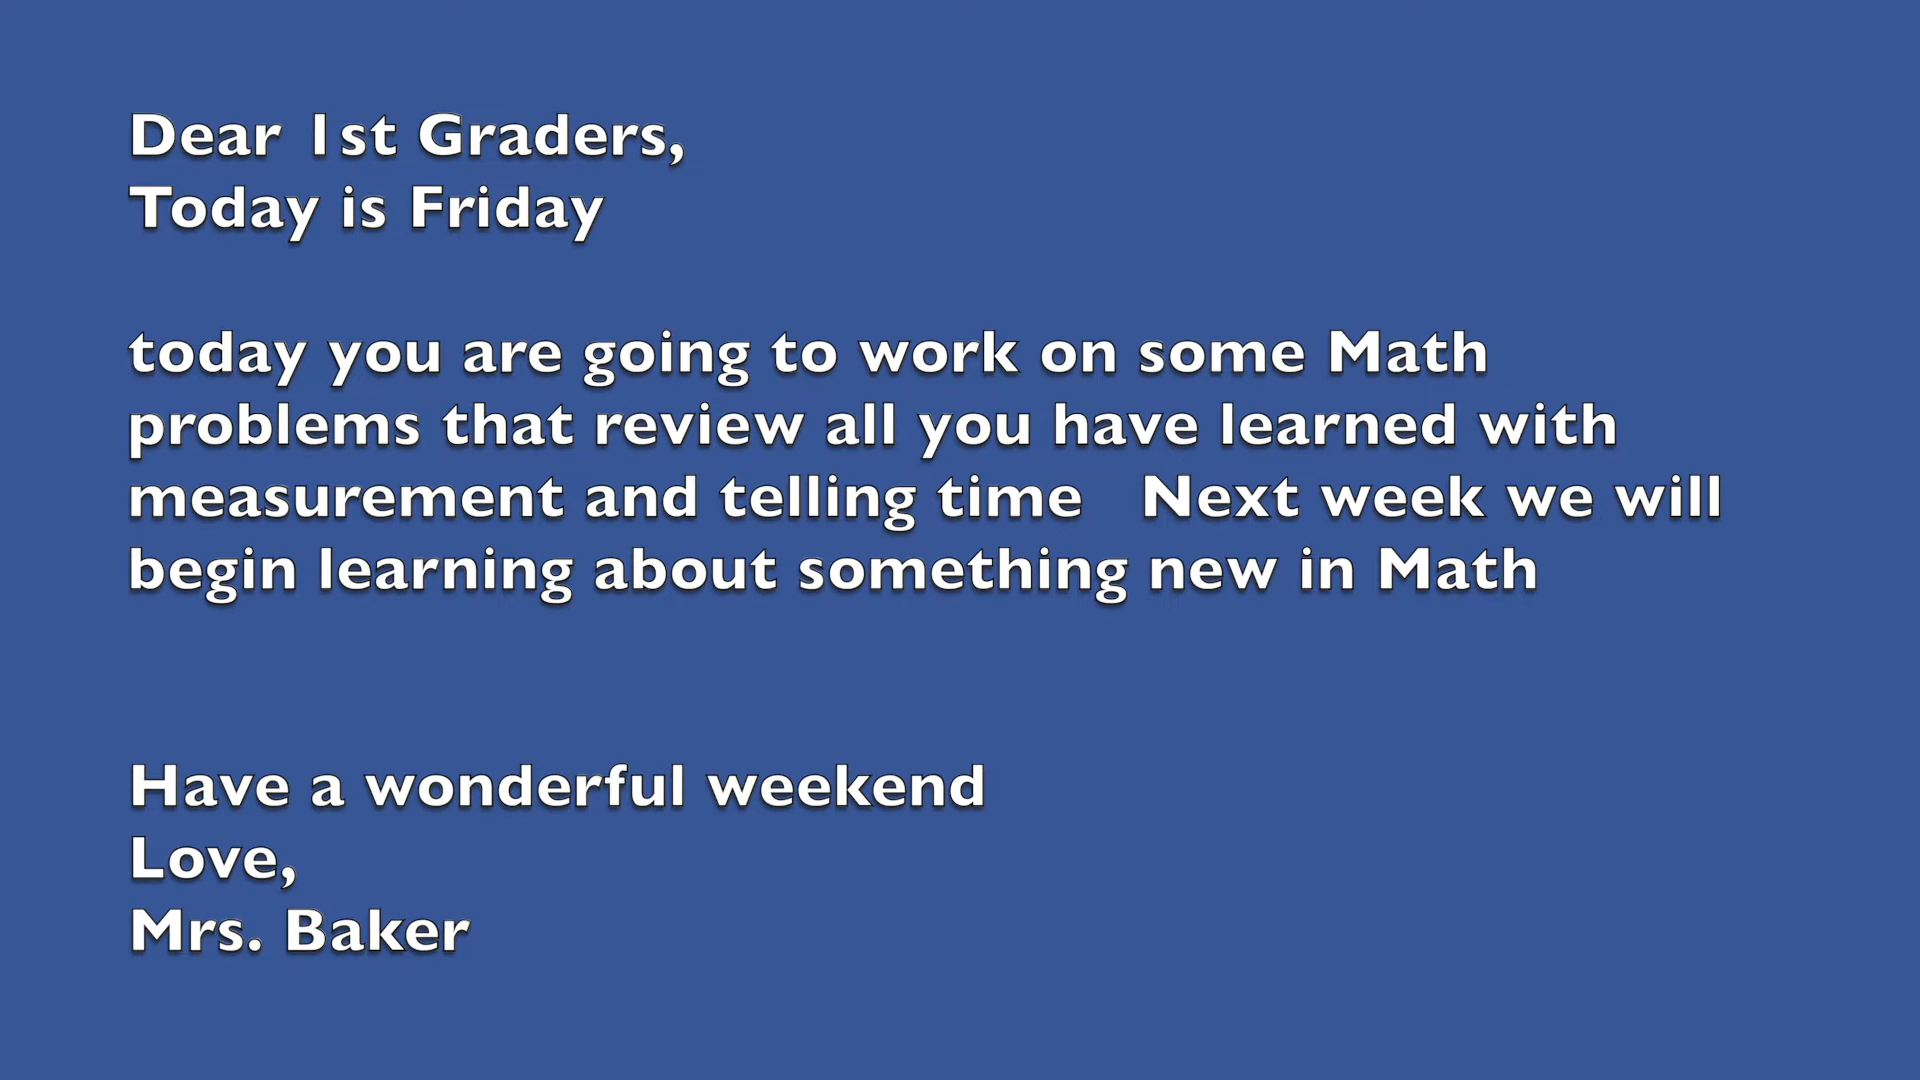 Dear 1st Graders,
Today is Friday
today you are going to work on some Math
problems that review all you have learned with
measurement and telling time   Next week we will
begin learning about something new in Math
Have a wonderful weekend
Love,
Mrs. Baker